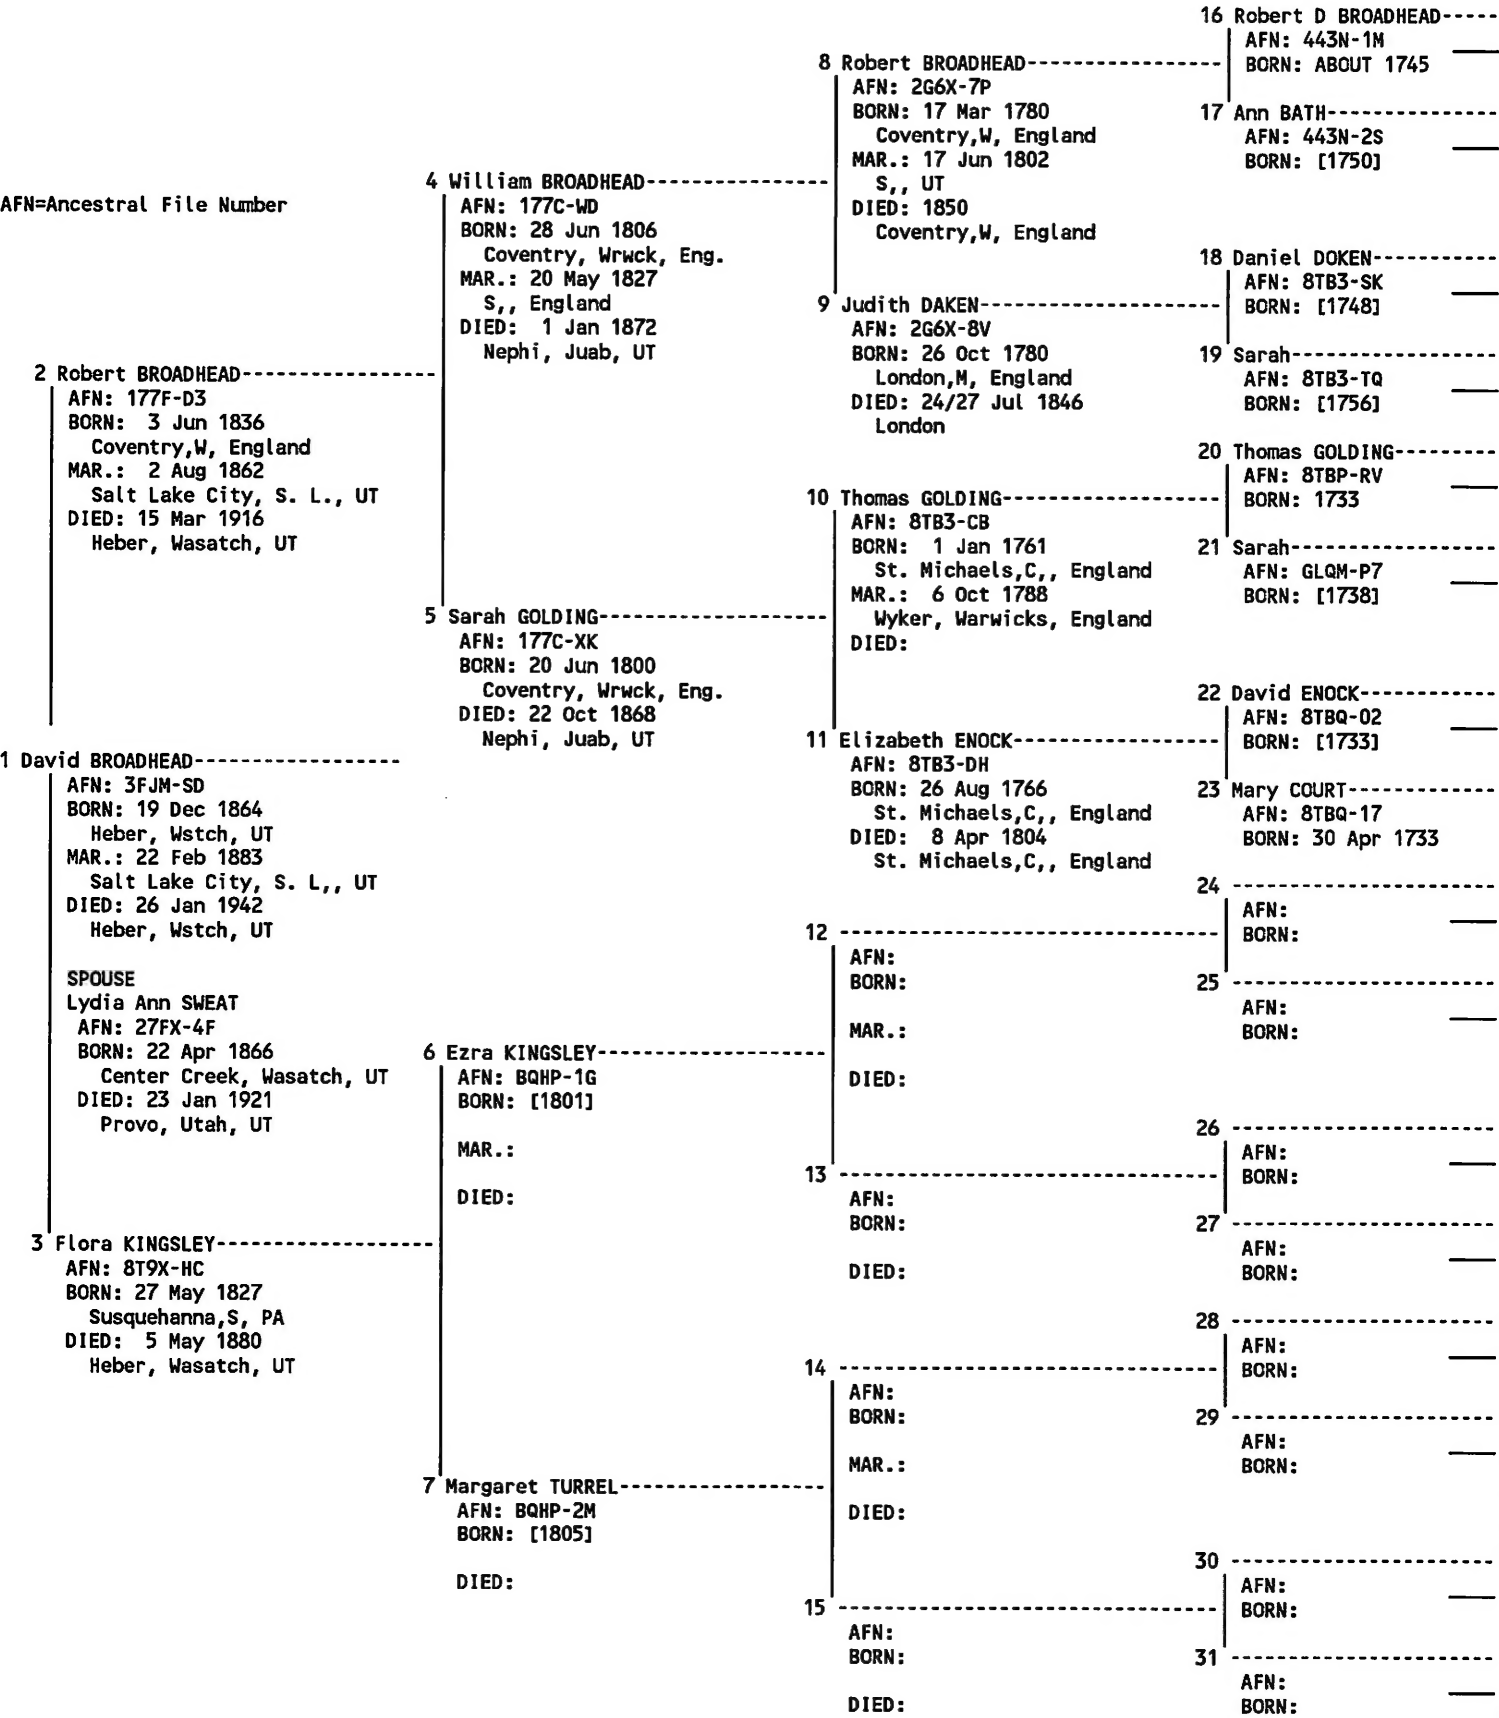 AFN=Ancestral File Number
1 David BROADHEAD------------------
AFN: 3FJM-SD
BORN: 19 Dec 1864
Heber, Wstch, UT
MAR.: 22 Feb 1883
Salt Lake City, S. L,, UT
DIED: 26 Jan 1942
Heber, Wstch, UT
SPOUSE
Lydia Ann SWEAT
AFN: 27FX-4F
BORN: 22 Apr 1866
Center Creek, Wasatch, UT
DIED: 23 Jan 1921
Provo, Utah, UT
2 Robert BROADHEAD-----------------
AFN: 177F-D3
BORN: 3 Jun 1836
Coventry,W, England
MAR.: 2 Aug 1862
Salt Lake City, S. L., UT
DIED: 15 Mar 1916
Heber, Wasatch, UT
3 Flora KINGSLEY-------------------
AFN: 8T9X-HC
BORN: 27 May 1827
Susquehanna,S, PA
DIED: 5 May 1880
Heber, Wasatch, UT
4 William BROADHEAD----------------
AFN: 177C-WD
BORN: 28 Jun 1806
Coventry, Wrwck, Eng.
MAR.: 20 May 1827
S,, England
DIED: 1 Jan 1872
Nephi, Juab, UT
5 Sarah GOLDING--------------------
AFN: 177C-XK
BORN: 20 Jun 1800
Coventry, Wrwck, Eng.
DIED: 22 Oct 1868
Nephi, Juab, UT
6 Ezra KINGSLEY--------------------
AFN: BQHP-1G
BORN: [1801]
MAR.:
DIED:
7 Margaret TURREL------------------
AFN: BQHP-2M
BORN: [1805]
DIED:
8 Robert BROADHEAD-----------------
AFN: 2G6X-7P
BORN: 17 Mar 1780
Coventry,W, England
MAR.: 17 Jun 1802
S,, UT
DIED: 1850
Coventry,W, England
9 Judith DAKEN---------------------
AFN: 2G6X-8V
BORN: 26 Oct 1780
London,M, England
DIED: 24/27 Jul 1846
London
10 Thomas GOLDING-------------------
AFN: 8TB3-CB
BORN: 1 Jan 1761
St. Michaels,C,, England
MAR.: 6 Oct 1788
Wyker, Warwicks, England
DIED:
11 Elizabeth ENOCK------------------
AFN: 8TB3-DH
BORN: 26 Aug 1766
St. Michaels,C,, England
DIED: 8 Apr 1804
St. Michaels,C,, England
12 ---------------------------------
AFN:
BORN:
MAR.:
DIED:
13 ---------------------------------
AFN:
BORN:
DIED:
14 ---------------------------------
AFN:
BORN:
MAR.:
DIED:
15 ---------------------------------
AFN:
BORN:
DIED:
16 Robert D BROADHEAD-----
AFN: 443N-1M
BORN: ABOUT 1745
17 Ann BATH---------------
AFN: 443N-2S
BORN: [1750]
18 Daniel DOKEN-----------
AFN: 8TB3-SK
BORN: [1748]
19 Sarah------------------
AFN: 8TB3-TQ
BORN: [1756]
20 Thomas GOLDING---------
AFN: 8TBP-RV
BORN: 1733
21 Sarah------------------
AFN: GLQM-P7
BORN: [1738]
22 David ENOCK------------
AFN: 8TBQ-02
BORN: [1733]
23 Mary COURT-------------
AFN: 8TBQ-17
BORN: 30 Apr 1733
24 -----------------------
AFN:
BORN:
25 -----------------------
AFN:
BORN:
26 -----------------------
AFN:
BORN:
27 -----------------------
AFN:
BORN:
28 -----------------------
AFN:
BORN:
29 -----------------------
AFN:
BORN:
30 -----------------------
AFN:
BORN:
31 -----------------------
AFN:
BORN: